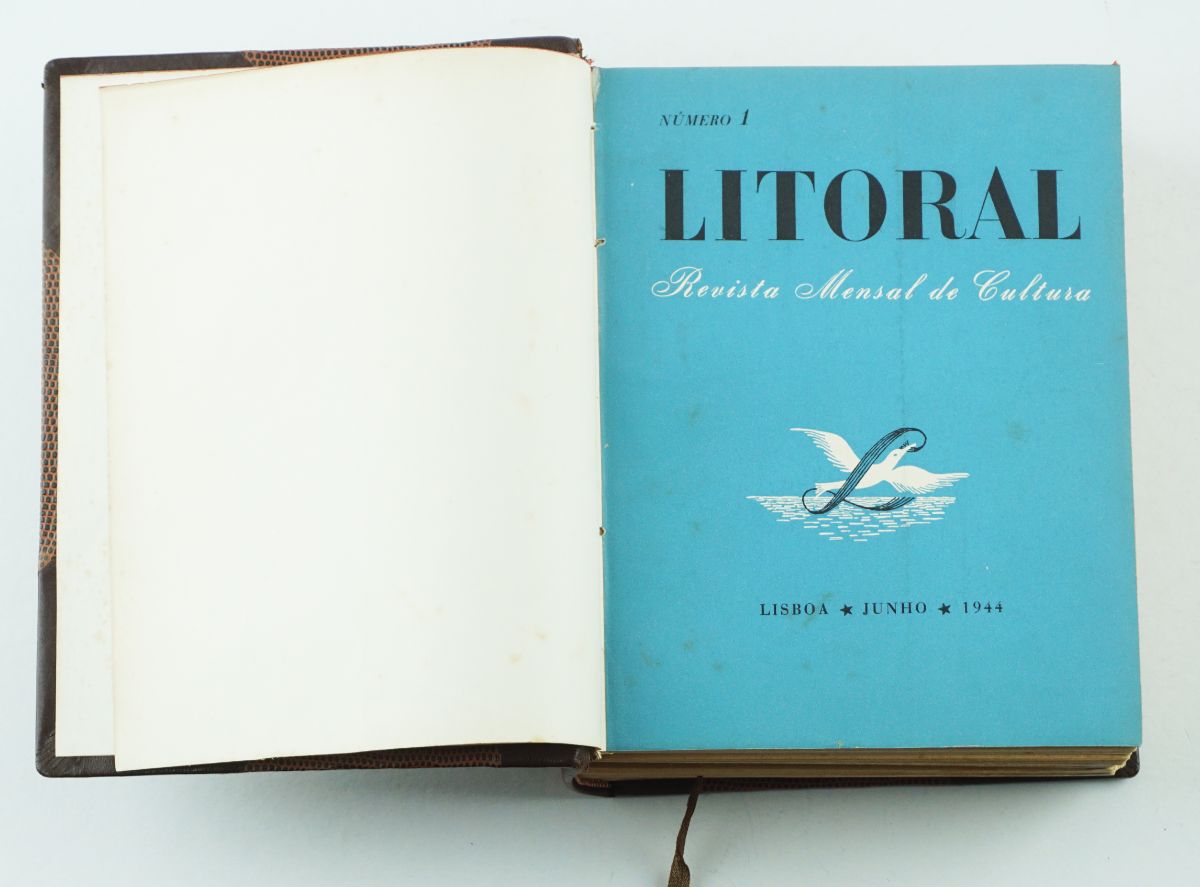 NÚMERO 1
LITORAL
Revista Mensal de Cultura
L
LISBOA ★ JUNHO ★ 1944